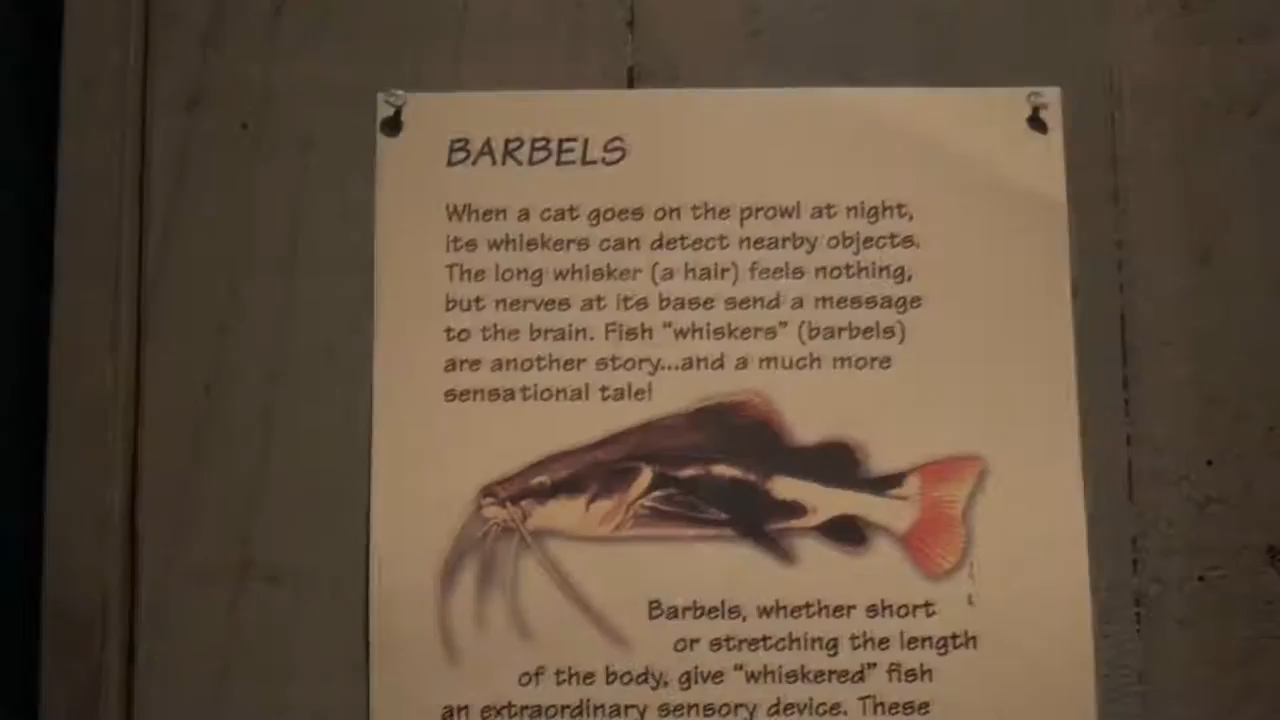 BARBELS
When a cat goes on the prowl at night,
its whiskers can detect nearby objects.
The long whisker (a hair) feels nothing,
but nerves at its base send a message
to the brain. Fish "whiskers" (barbels)
are another story...and a much more
sensational tale!
Barbels, whether short
or stretching the length
of the body, give "whiskered" fish
an extraordinary sensory device. These